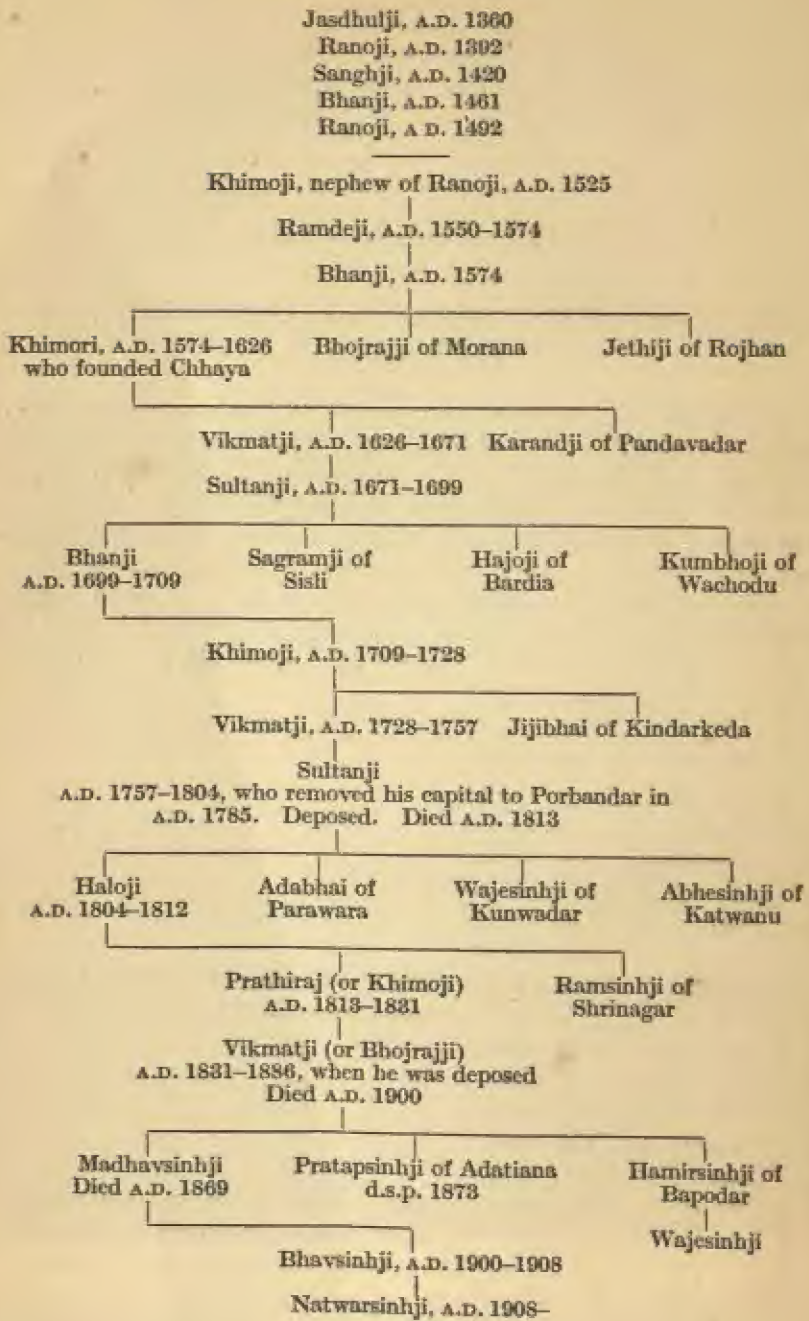 Jasdhulji, A.D. 1360
Ranoji, A.D. 1392
Sanghji, A.D. 1420
Bhanji, A.D. 1461
Ranoji, A D. 1492
Khimoji, nephew of Ranoji, A.D. 1525
Ramdeji, A.D. 1550–1574
Bhanji, A.D. 1574
Khimori, A.D. 1574–1626 Bhojrajji of Morana Jethiji of Rojhan
who founded Chhaya
Vikmatji, A.D. 1626–1671 Karandji of Pandavadar
Sultanji, A.D. 1671–1699
Bhanji Sagramji of Hajoji of Kumbhoji of
A.D. 1699–1709 Sisli Bardia Wachodu
Khimoji, A.D. 1709–1728
Vikmatji, A.D. 1728–1757 Jijibhai of Kindarkeda
Sultanji
A.D. 1757–1804, who removed his capital to Porbandar in
A.D. 1785. Deposed. Died A.D. 1813
Haloji Adabhai of Wajesinhji of Abhesinhji of
A.D. 1804–1812 Parawara Kunwadar Katwanu
Prathiraj (or Khimoji) Ramsinhji of
A.D. 1813–1831 Shrinagar
Vikmatji (or Bhojrajji)
A.D. 1831–1886, when he was deposed
Died A.D. 1900
Madhavsinhji Pratapsinhji of Adatiana Hamirsinhji of
Died A.D. 1869 d.s.p. 1873 Bapodar
Wajesinhji
Bhavsinhji, A.D. 1900–1908
Natwarsinhji, A.D. 1908–